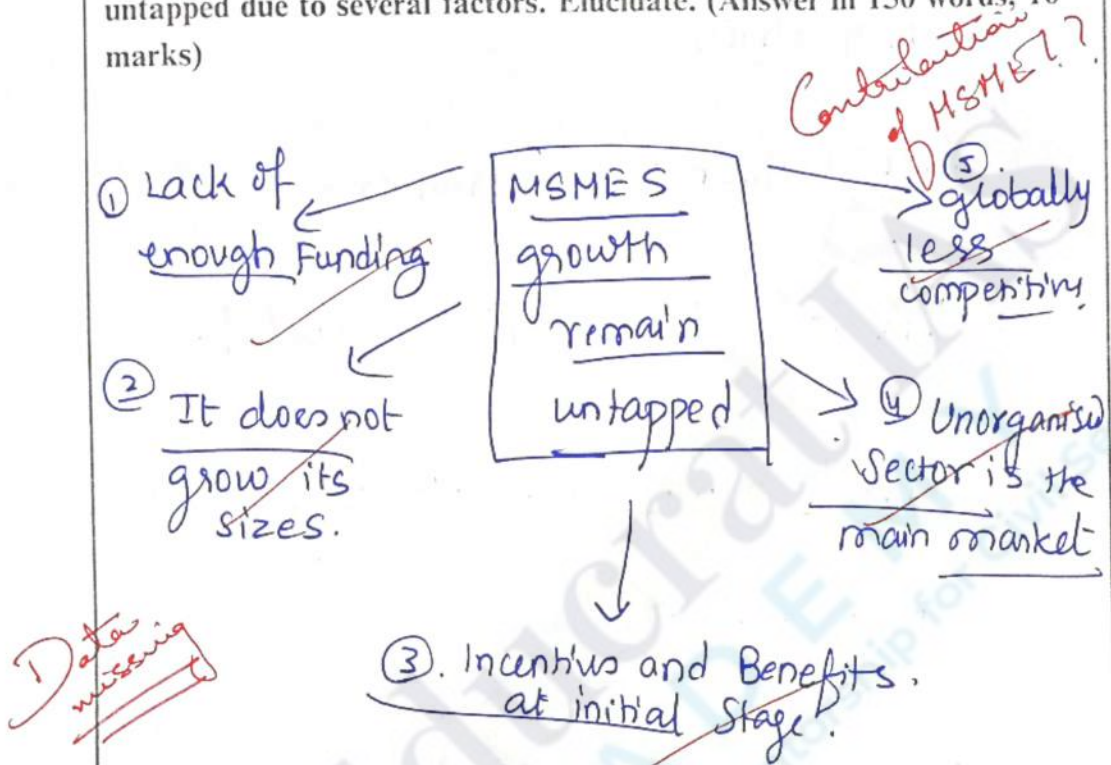 untapped due to several factors. Elucidate. (Answer in 150 words, 10
marks)
Contribution
of MSME??
① Lack of
enough Funding
MSMES
growth
remain
untapped
⑤ globally
less
competitive
② It does not
grow its
sizes.
④ Unorganised
Sector is the
main market
Data
missing
③. Incentives and Benefits.
at initial Stage.